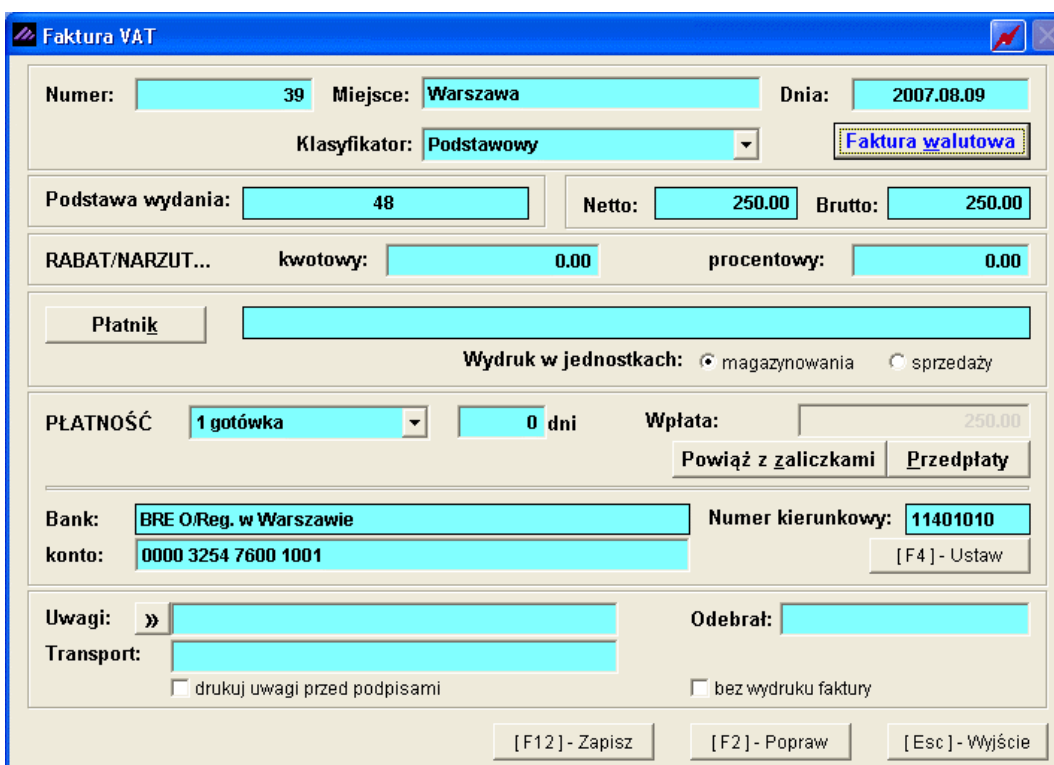 Faktura VAT
Numer: 39 Miejsce: Warszawa Dnia: 2007.08.09
Klasyfikator: Podstawowy Faktura walutowa
Podstawa wydania: 48 Netto: 250.00 Brutto: 250.00
RABAT/NARZUT... kwotowy: 0.00 procentowy: 0.00
Płatnik
Wydruk w jednostkach: magazynowania sprzedaży
PŁATNOŚĆ 1 gotówka 0 dni Wpłata: 250.00
Powiąż z zaliczkami Przedpłaty
Bank: BRE O/Reg. w Warszawie Numer kierunkowy: 11401010
konto: 0000 3254 7600 1001 [ F4 ] - Ustaw
Uwagi: » Odebrał:
Transport:
drukuj uwagi przed podpisami bez wydruku faktury
[ F12 ] - Zapisz [ F2 ] - Popraw [ Esc ] - Wyjście